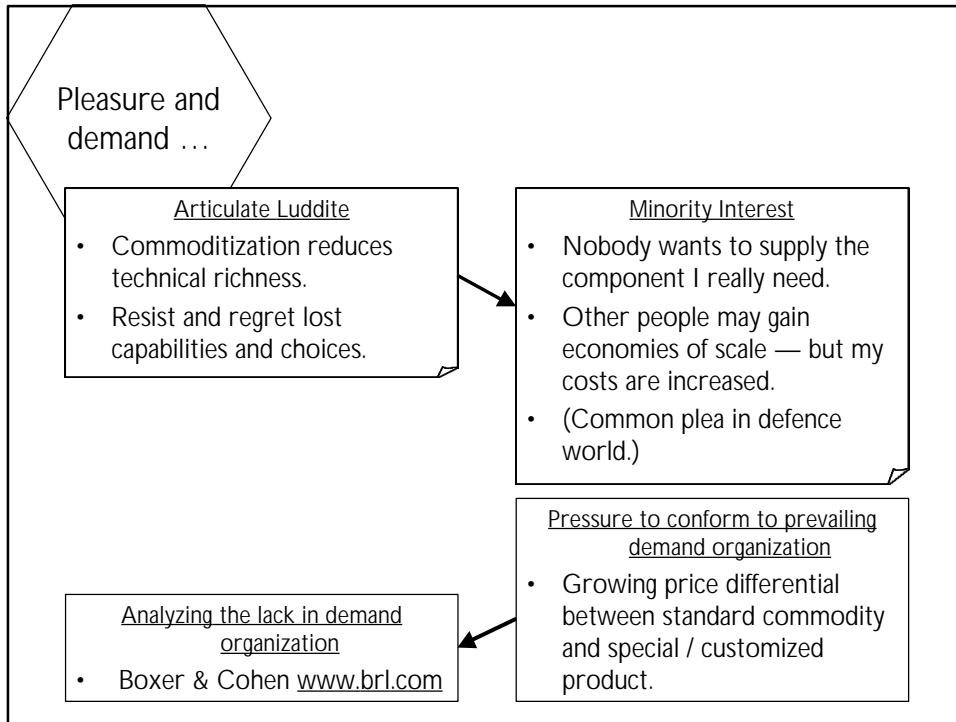 Pleasure and
demand …
Articulate Luddite
• Commoditization reduces
technical richness.
• Resist and regret lost
capabilities and choices.
Minority Interest
• Nobody wants to supply the
component I really need.
• Other people may gain
economies of scale — but my
costs are increased.
• (Common plea in defence
world.)
Pressure to conform to prevailing
demand organization
• Growing price differential
between standard commodity
and special / customized
product.
Analyzing the lack in demand
organization
• Boxer & Cohen www.brl.com